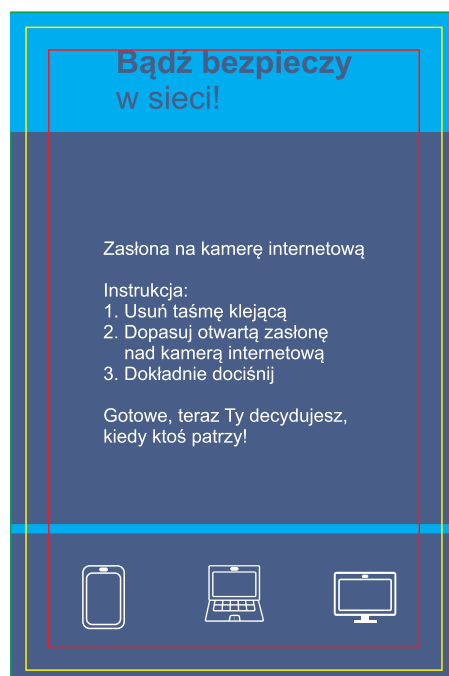 Bądź bezpieczy
w sieci!
Zasłona na kamerę internetową
Instrukcja:
1. Usuń taśmę klejącą
2. Dopasuj otwartą zasłonę
nad kamerą internetową
3. Dokładnie dociśnij
Gotowe, teraz Ty decydujesz,
kiedy ktoś patrzy!